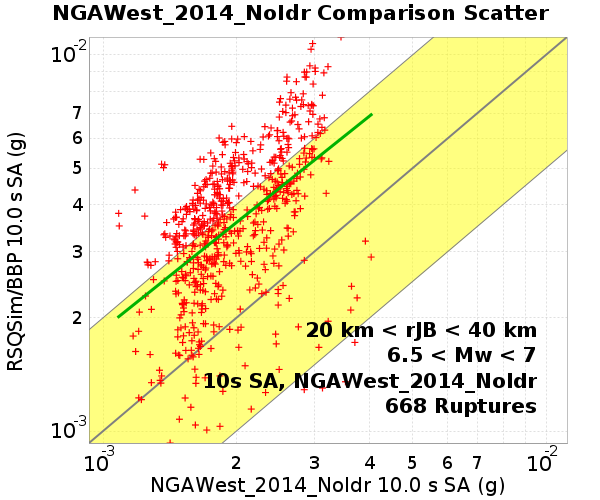 NGAWest_2014_NoIdr Comparison Scatter
10-2
7
6
5
4
3
2
10-3
RSQSim/BBP 10.0 s SA (g)
20 km < rJB < 40 km
6.5 < Mw < 7
10s SA, NGAWest_2014_NoIdr
668 Ruptures
10-3 2 3 4 5 6 7 10-2
NGAWest_2014_NoIdr 10.0 s SA (g)